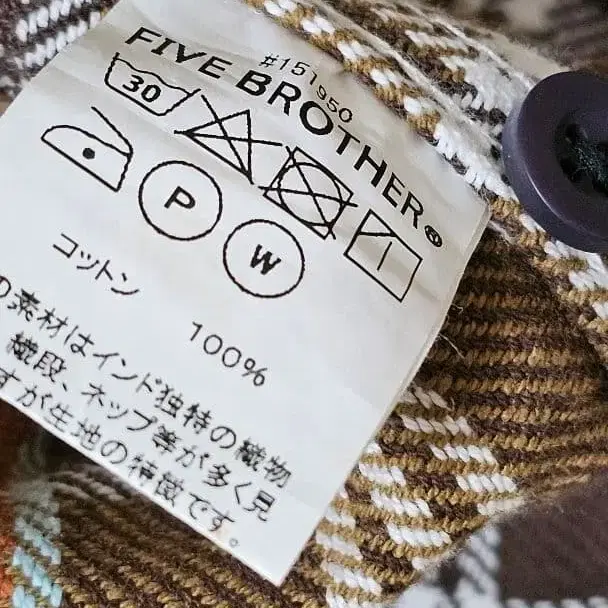 #151950
FIVE BROTHER®
30
P
W
コットン 100%
の素材はインド独特の織物
織段、ネップ等が多く見
すが生地の特徴です。